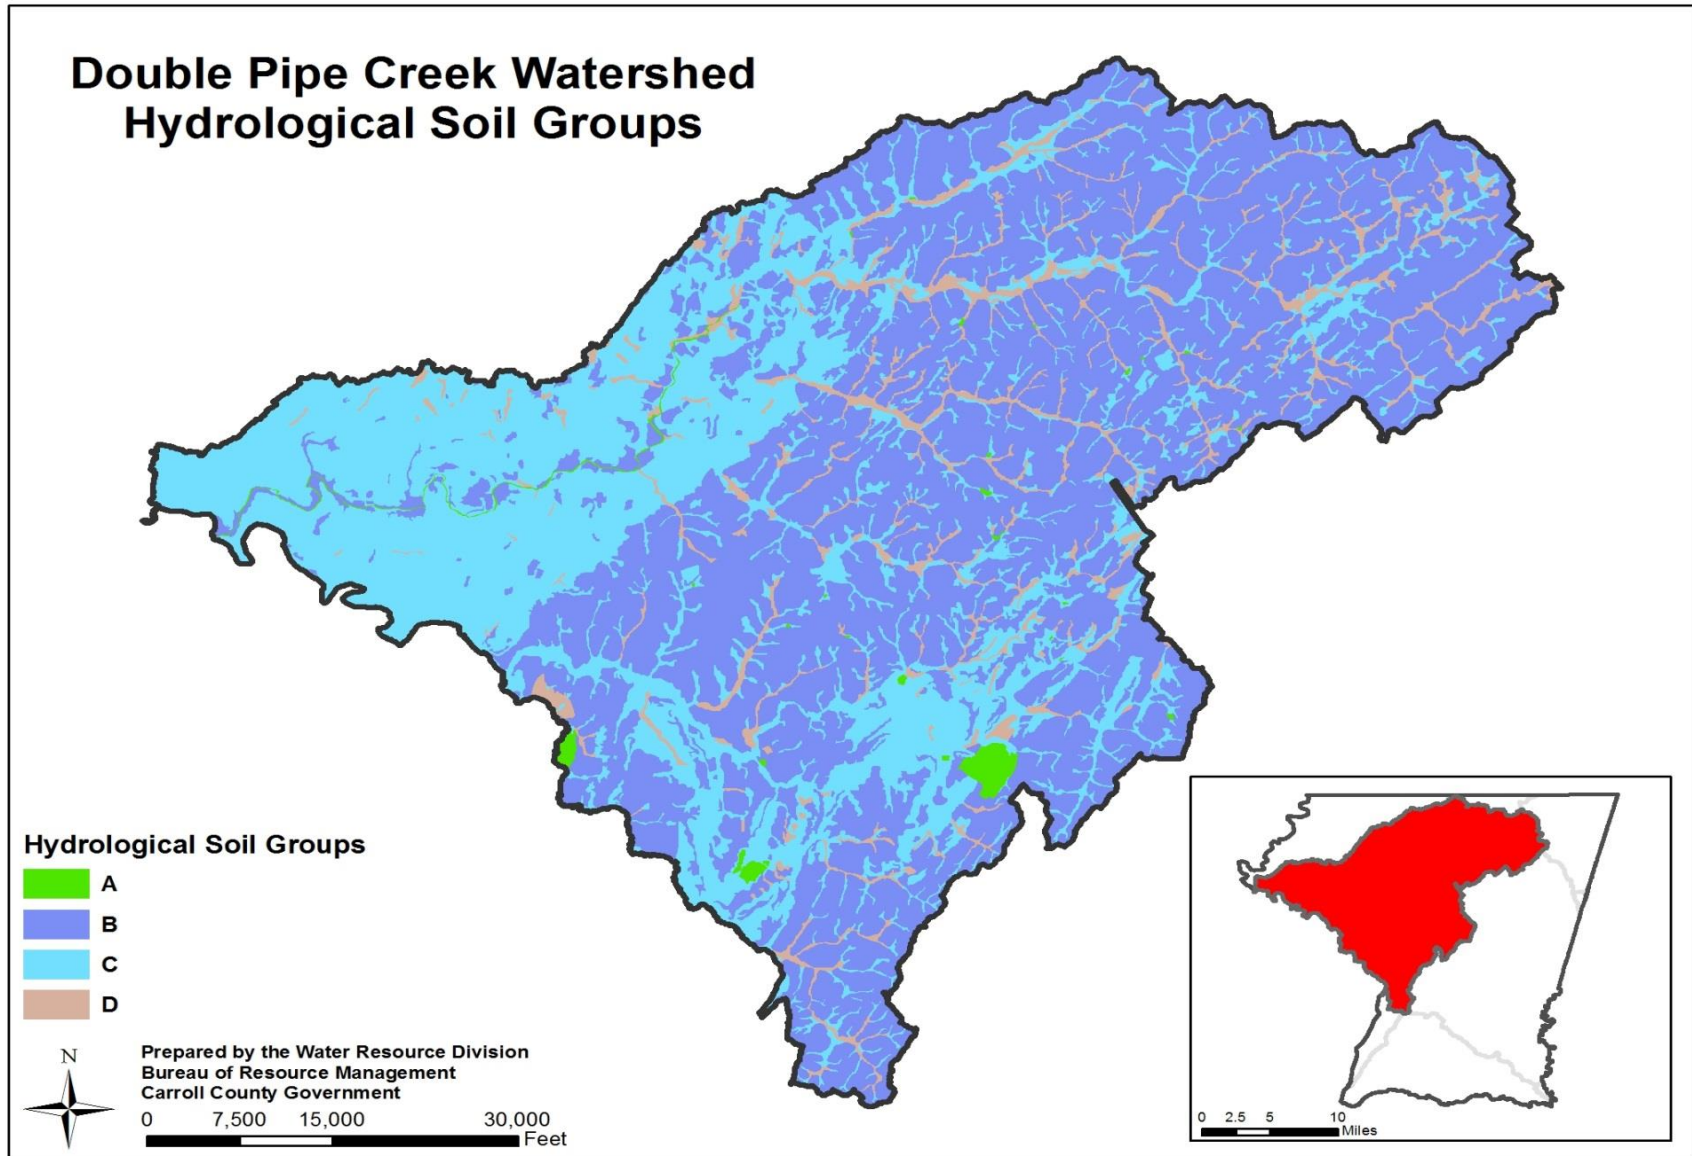 Double Pipe Creek Watershed
Hydrological Soil Groups
Hydrological Soil Groups
A
B
C
D
N
Prepared by the Water Resource Division
Bureau of Resource Management
Carroll County Government
0 7,500 15,000 30,000
Feet
0 2.5 5 10
Miles